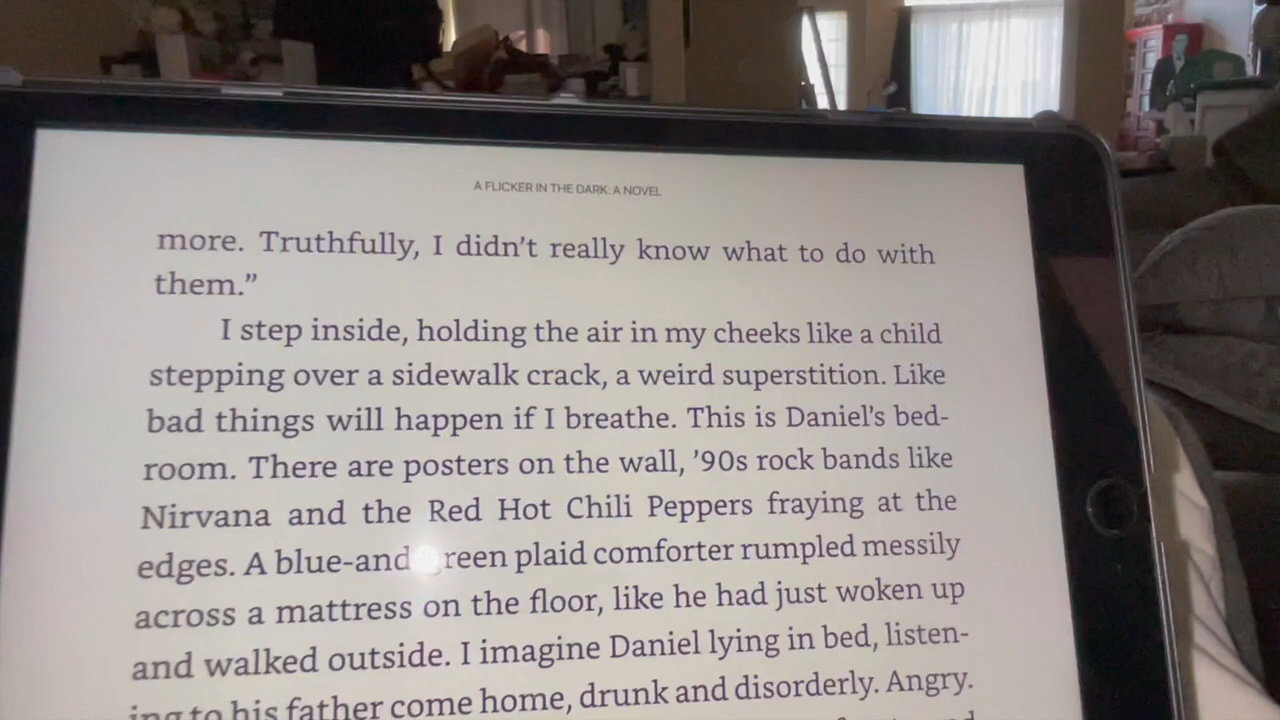 A FLICKER IN THE DARK: A NOVEL
more. Truthfully, I didn't really know what to do with
them.”
I step inside, holding the air in my cheeks like a child
stepping over a sidewalk crack, a weird superstition. Like
bad things will happen if I breathe. This is Daniel's bed-
room. There are posters on the wall, ’90s rock bands like
Nirvana and the Red Hot Chili Peppers fraying at the
edges. A blue-and reen plaid comforter rumpled messily
across a mattress on the floor, like he had just woken up
and walked outside. I imagine Daniel lying in bed, listen-
ing to his father come home, drunk and disorderly. Angry.